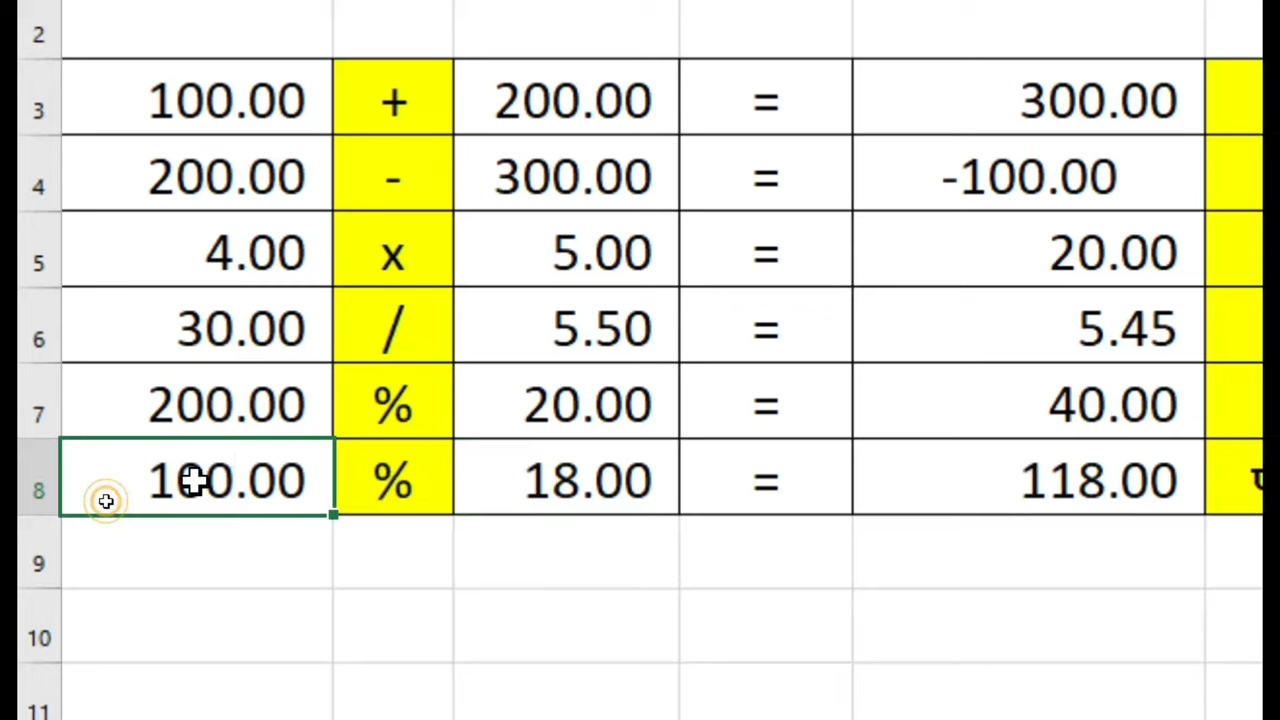 2
3 100.00 + 200.00 = 300.00
4 200.00 - 300.00 = -100.00
5 4.00 x 5.00 = 20.00
6 30.00 / 5.50 = 5.45
7 200.00 % 20.00 = 40.00
8 100.00 % 18.00 = 118.00
9
10
11